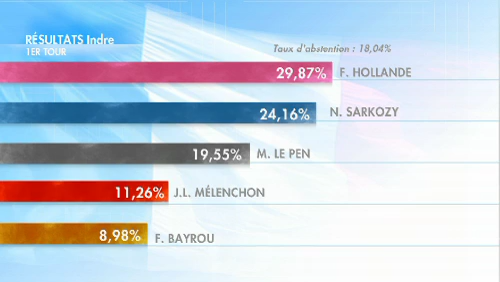 RÉSULTATS Indre
1ER TOUR
Taux d'abstention : 18,04%
29,87% F. HOLLANDE
24,16% N. SARKOZY
19,55% M. LE PEN
11,26% J.L. MÉLENCHON
8,98% F. BAYROU